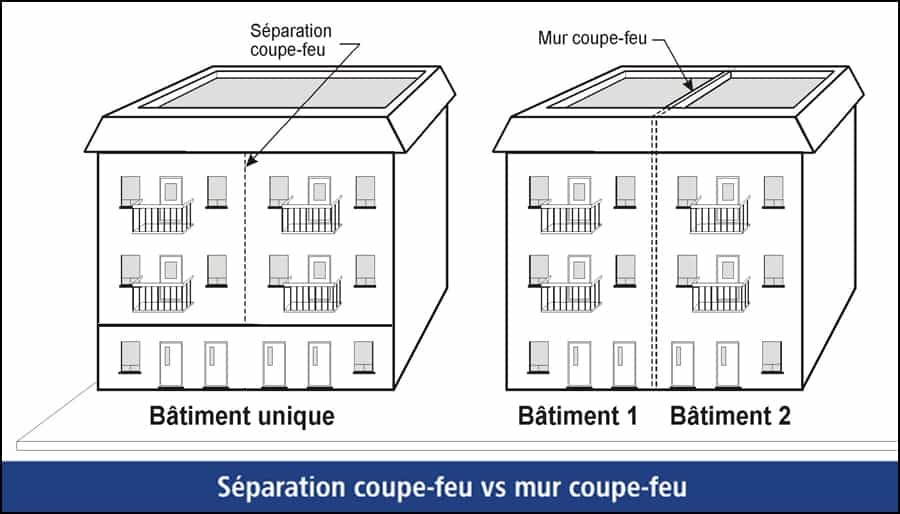 Séparation
coupe-feu
Mur coupe-feu
Bâtiment unique
Bâtiment 1
Bâtiment 2
Séparation coupe-feu vs mur coupe-feu